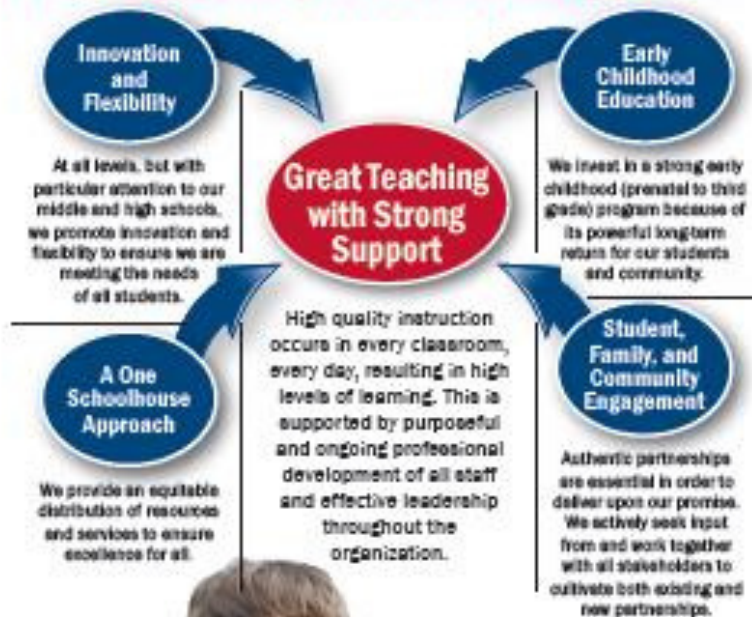 Innovation
and
Flexibility
At all levels, but with
particular attention to our
middle and high schools,
we promote innovation and
flexibility to ensure we are
meeting the needs
of all students.
Early
Childhood
Education
We invest in a strong early
childhood (prenatal to third
grade) program because of
its powerful long-term
return for our students
and community.
Great Teaching
with Strong
Support
High quality instruction
occurs in every classroom,
every day, resulting in high
levels of learning. This is
supported by purposeful
and ongoing professional
development of all staff
and effective leadership
throughout the
organization.
A One
Schoolhouse
Approach
We provide an equitable
distribution of resources
and services to ensure
excellence for all.
Student,
Family, and
Community
Engagement
Authentic partnerships
are essential in order to
deliver upon our promise.
We actively seek input
from and work together
with all stakeholders to
cultivate both existing and
new partnerships.